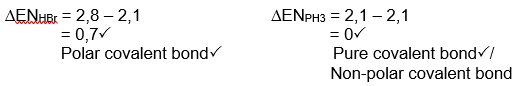 ΔENHBr = 2,8 – 2,1
= 0,7✓
Polar covalent bond✓
ΔENPH3 = 2,1 – 2,1
= 0✓
Pure covalent bond✓/
Non-polar covalent bond